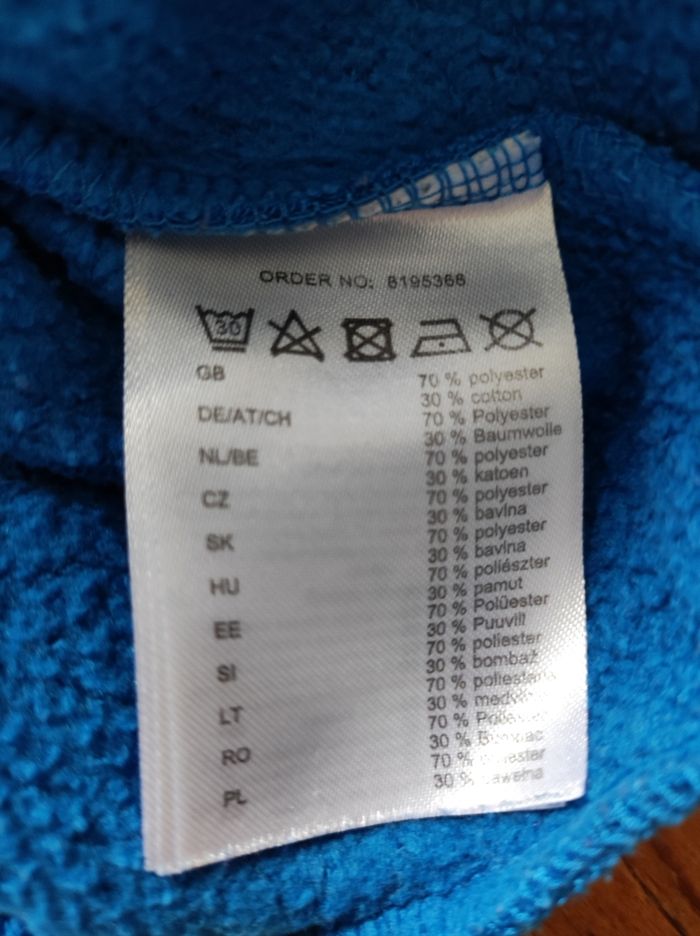 ORDER NO: 8195366
30
GB
70 % polyester
30 % cotton
DE/AT/CH
70 % Polyester
30 % Baumwolle
NL/BE
70 % polyester
30 % katoen
CZ
70 % polyester
30 % bavlna
SK
70 % polyester
30 % bavlna
HU
70 % poliészter
30 % pamut
EE
70 % Polüester
30 % Puuvill
SI
70 % poliester
30 % bombaž
LT
70 %
30 %
RO
70 %
30 %
PL
70 %
30 %